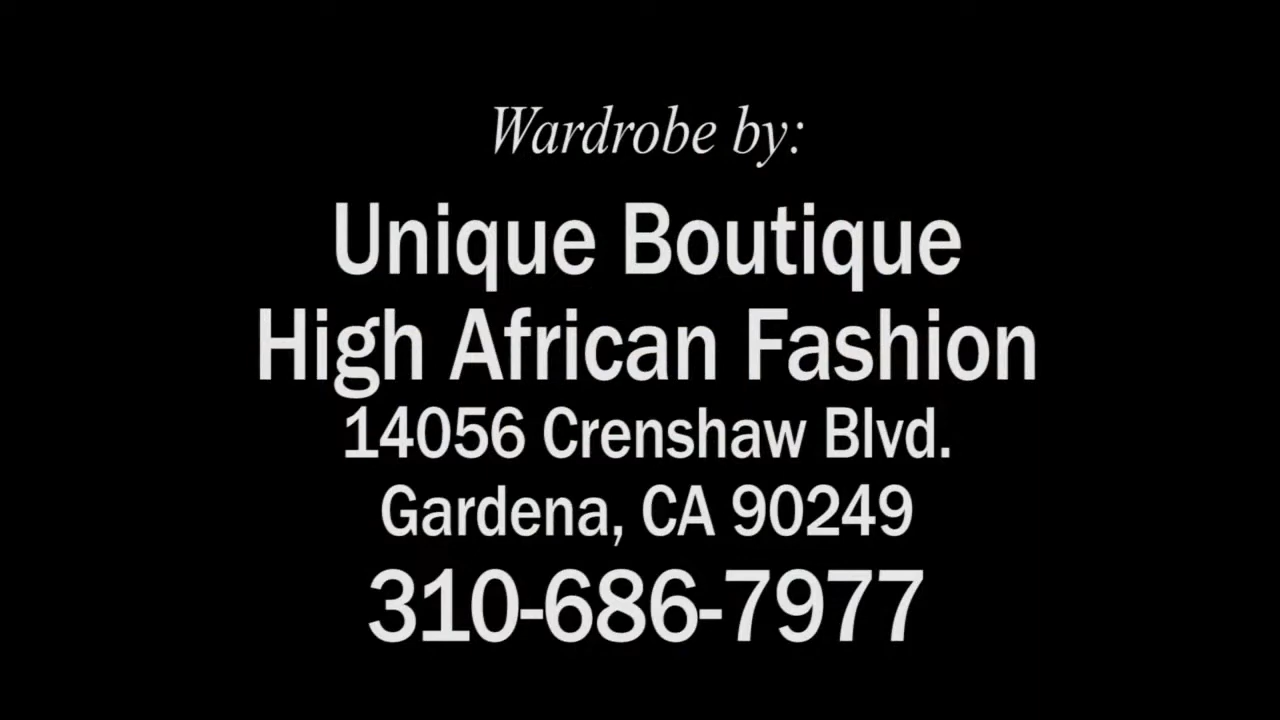 Wardrobe by:
Unique Boutique
High African Fashion
14056 Crenshaw Blvd.
Gardena, CA 90249
310-686-7977